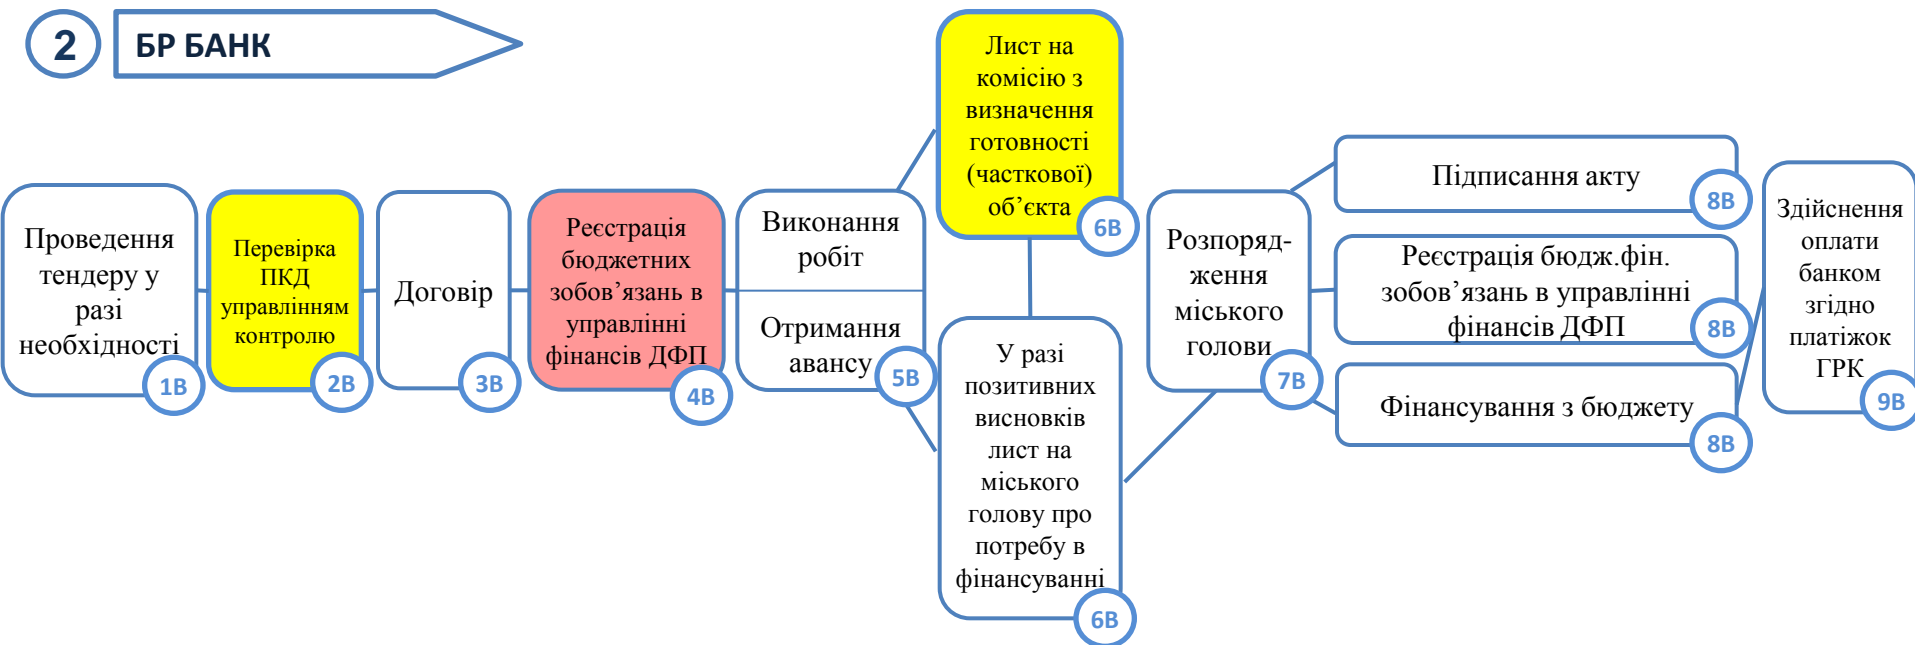 2
БР БАНК
Проведення
тендеру у
разі
необхідності
1В
Перевірка
ПКД
управлінням
контролю
2В
Договір
3В
Реєстрація
бюджетних
зобов’язань в
управлінні
фінансів ДФП
4В
Виконання
робіт
Отримання
авансу
5В
Лист на
комісію з
визначення
готовності
(часткової)
об’єкта
6В
У разі
позитивних
висновків
лист на
міського
голову про
потребу в
фінансуванні
6В
Розпоряд-
ження
міського
голови
7В
Підписання акту
8В
Реєстрація бюдж.фін.
зобов’язань в управлінні
фінансів ДФП
8В
Фінансування з бюджету
8В
Здійснення
оплати
банком
згідно
платіжок
ГРК
9В